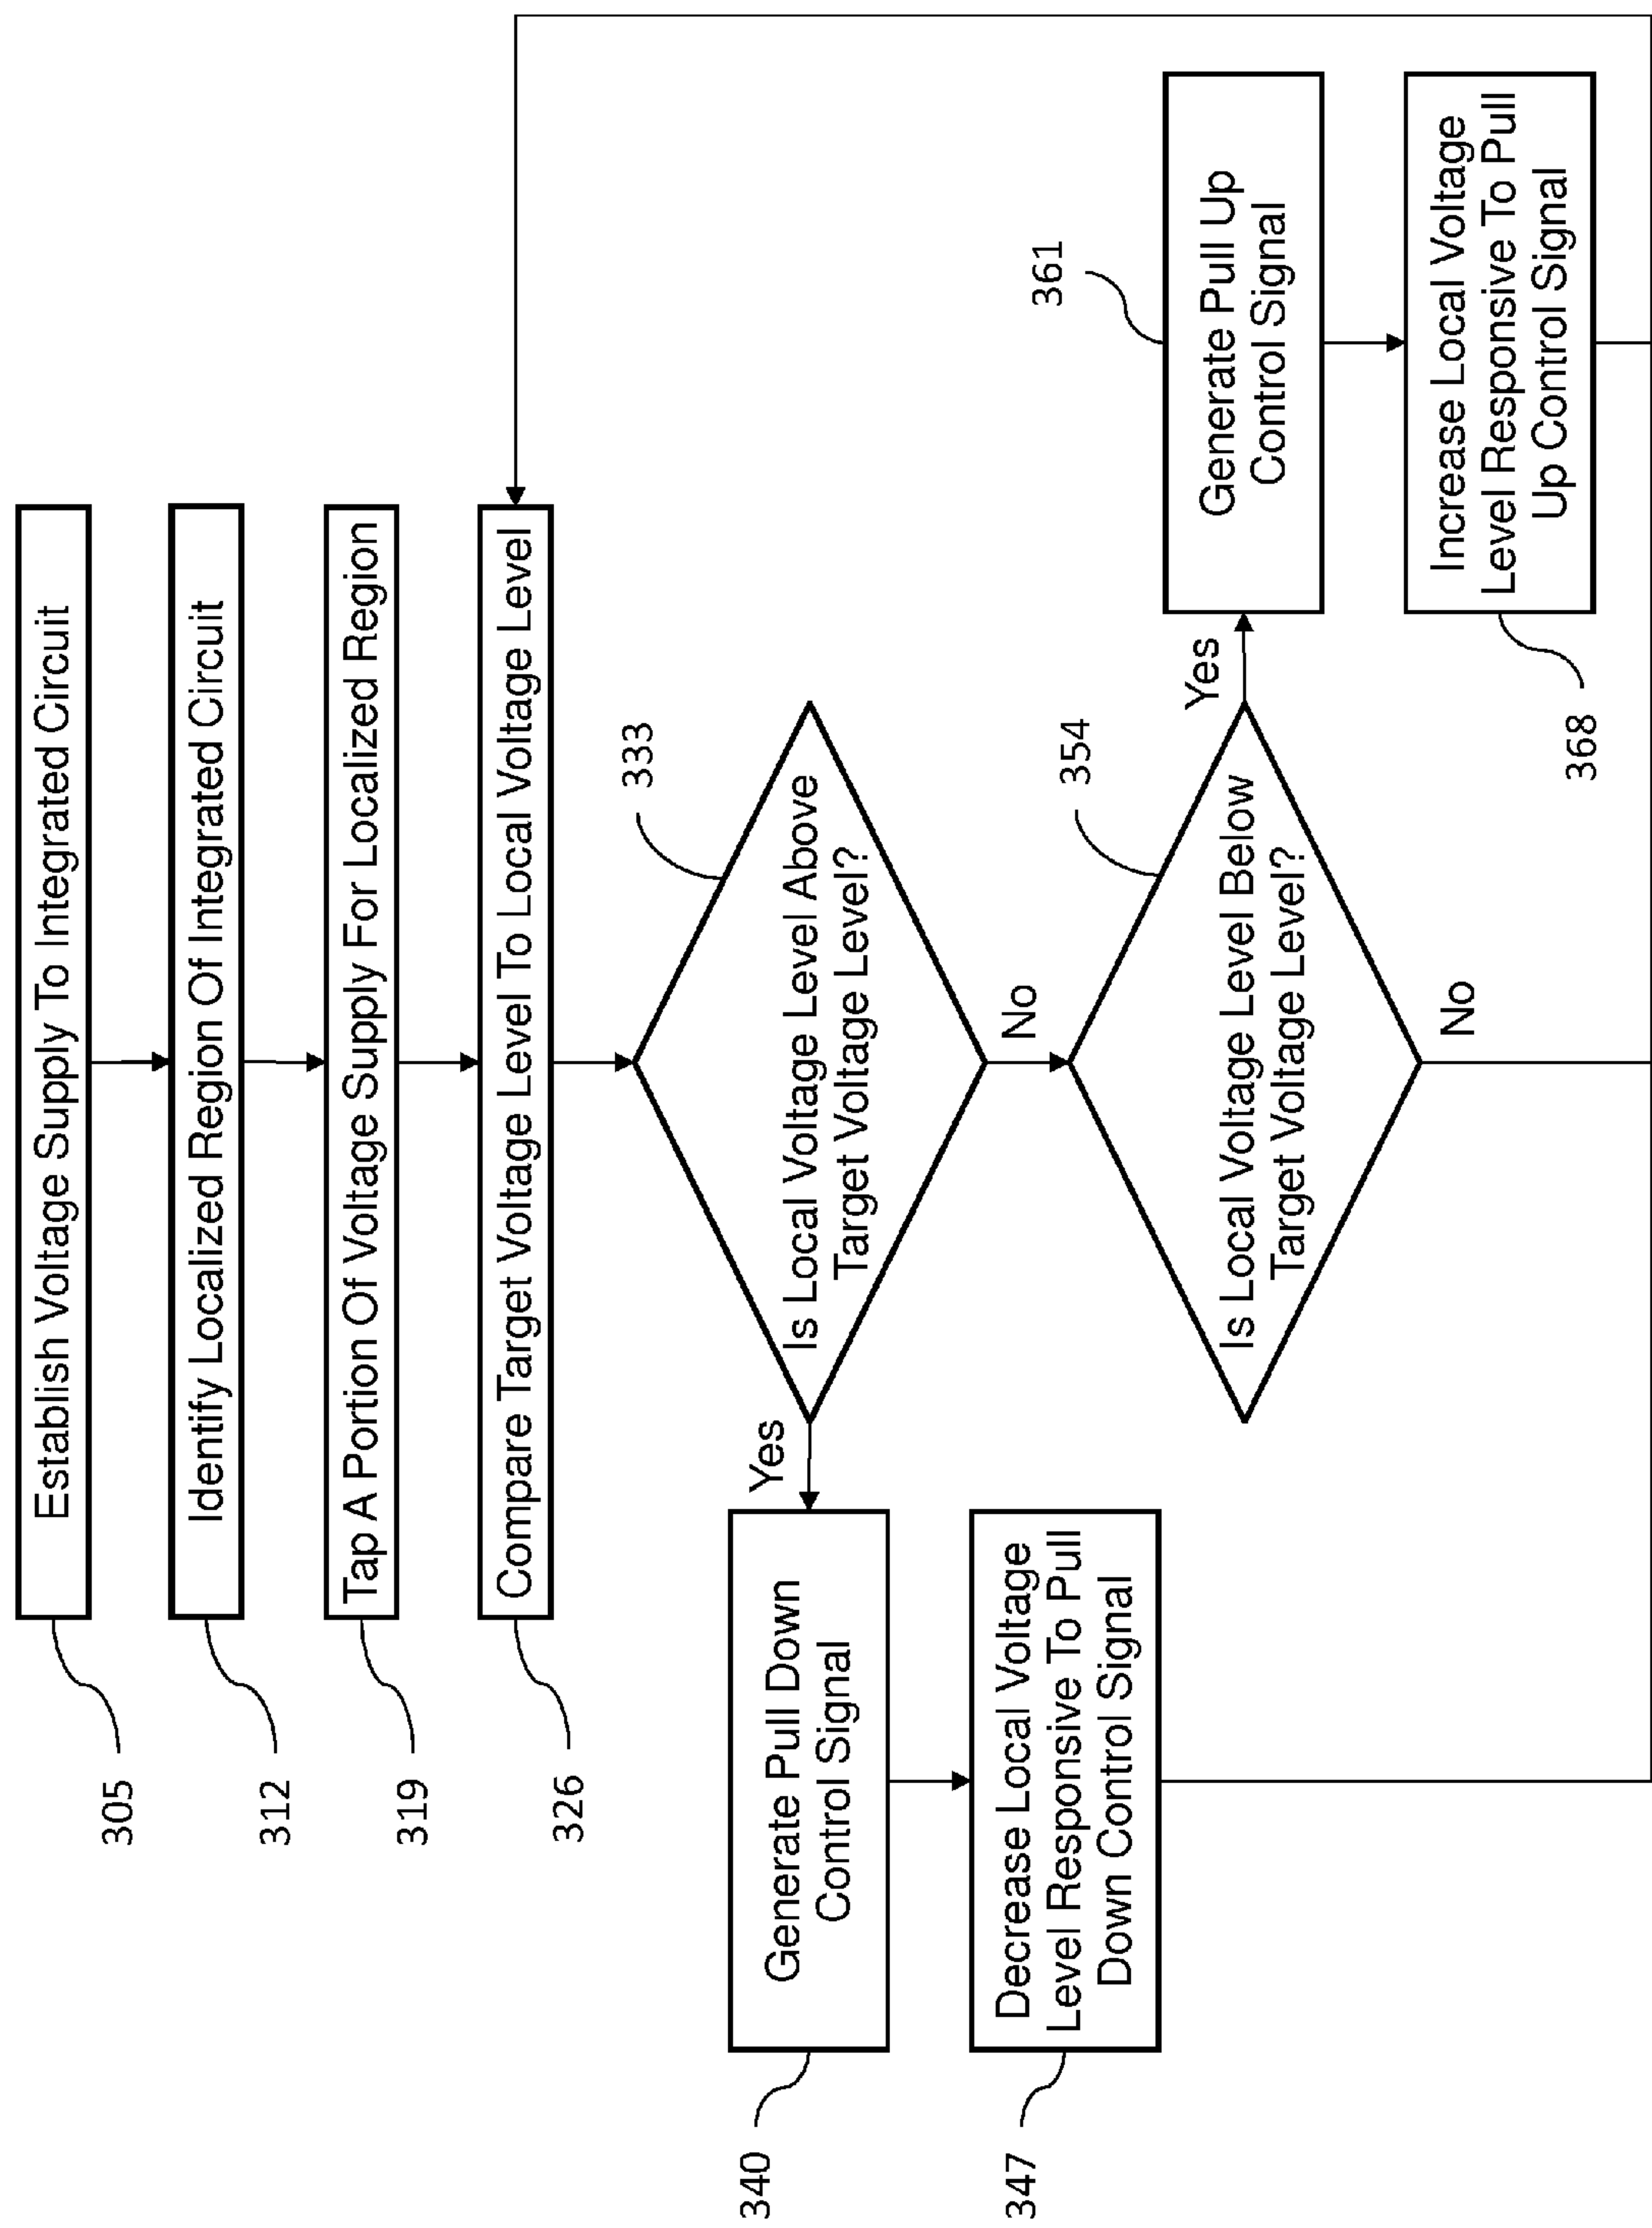 305
Establish Voltage Supply To Integrated Circuit
312
Identify Localized Region Of Integrated Circuit
319
Tap A Portion Of Voltage Supply For Localized Region
326
Compare Target Voltage Level To Local Voltage Level
333
Is Local Voltage Level Above
Target Voltage Level?
Yes
No
340
Generate Pull Down
Control Signal
347
Decrease Local Voltage
Level Responsive To Pull
Down Control Signal
354
Is Local Voltage Level Below
Target Voltage Level?
Yes
No
361
Generate Pull Up
Control Signal
368
Increase Local Voltage
Level Responsive To Pull
Up Control Signal